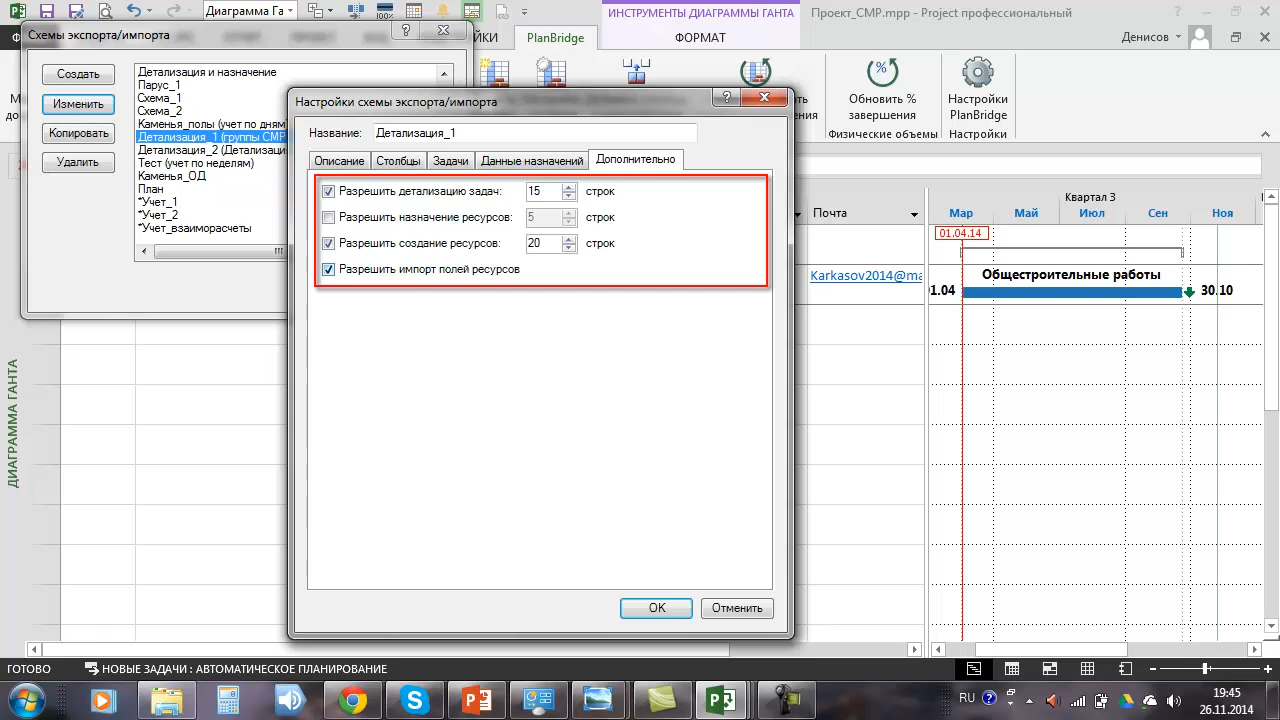 Диаграмма Га
ИНСТРУМЕНТЫ ДИАГРАММЫ ГАНТА
Проект_СМР.mpp - Project профессиональный
PlanBridge
ФОРМАТ
Денисов
Схемы экспорта/импорта
Создать
Изменить
Копировать
Удалить
Детализация и назначение
Парус_1
Схема_1
Схема_2
Каменья_полы (учет по дням)
Детализация_1 (группы СМР
Детализация_2 (Детализаци
Тест (учет по неделям)
Каменья_ОД
План
*Учет_1
*Учет_2
*Учет_взаиморасчеты
Обновить %
завершения
Физические объемы
Настройки
PlanBridge
Настройки
Настройки схемы экспорта/импорта
Название: Детализация_1
Описание
Столбцы
Задачи
Данные назначений
Дополнительно
Разрешить детализацию задач: 15 строк
Разрешить назначение ресурсов: 5 строк
Разрешить создание ресурсов: 20 строк
Разрешить импорт полей ресурсов
OK
Отменить
Почта
Karkasov2014@ma
Квартал 3
Мар
Май
Июл
Сен
Ноя
01.04.14
Общестроительные работы
01.04
30.10
ДИАГРАММА ГАНТА
ГОТОВО
НОВЫЕ ЗАДАЧИ : АВТОМАТИЧЕСКОЕ ПЛАНИРОВАНИЕ
RU
19:45
26.11.2014